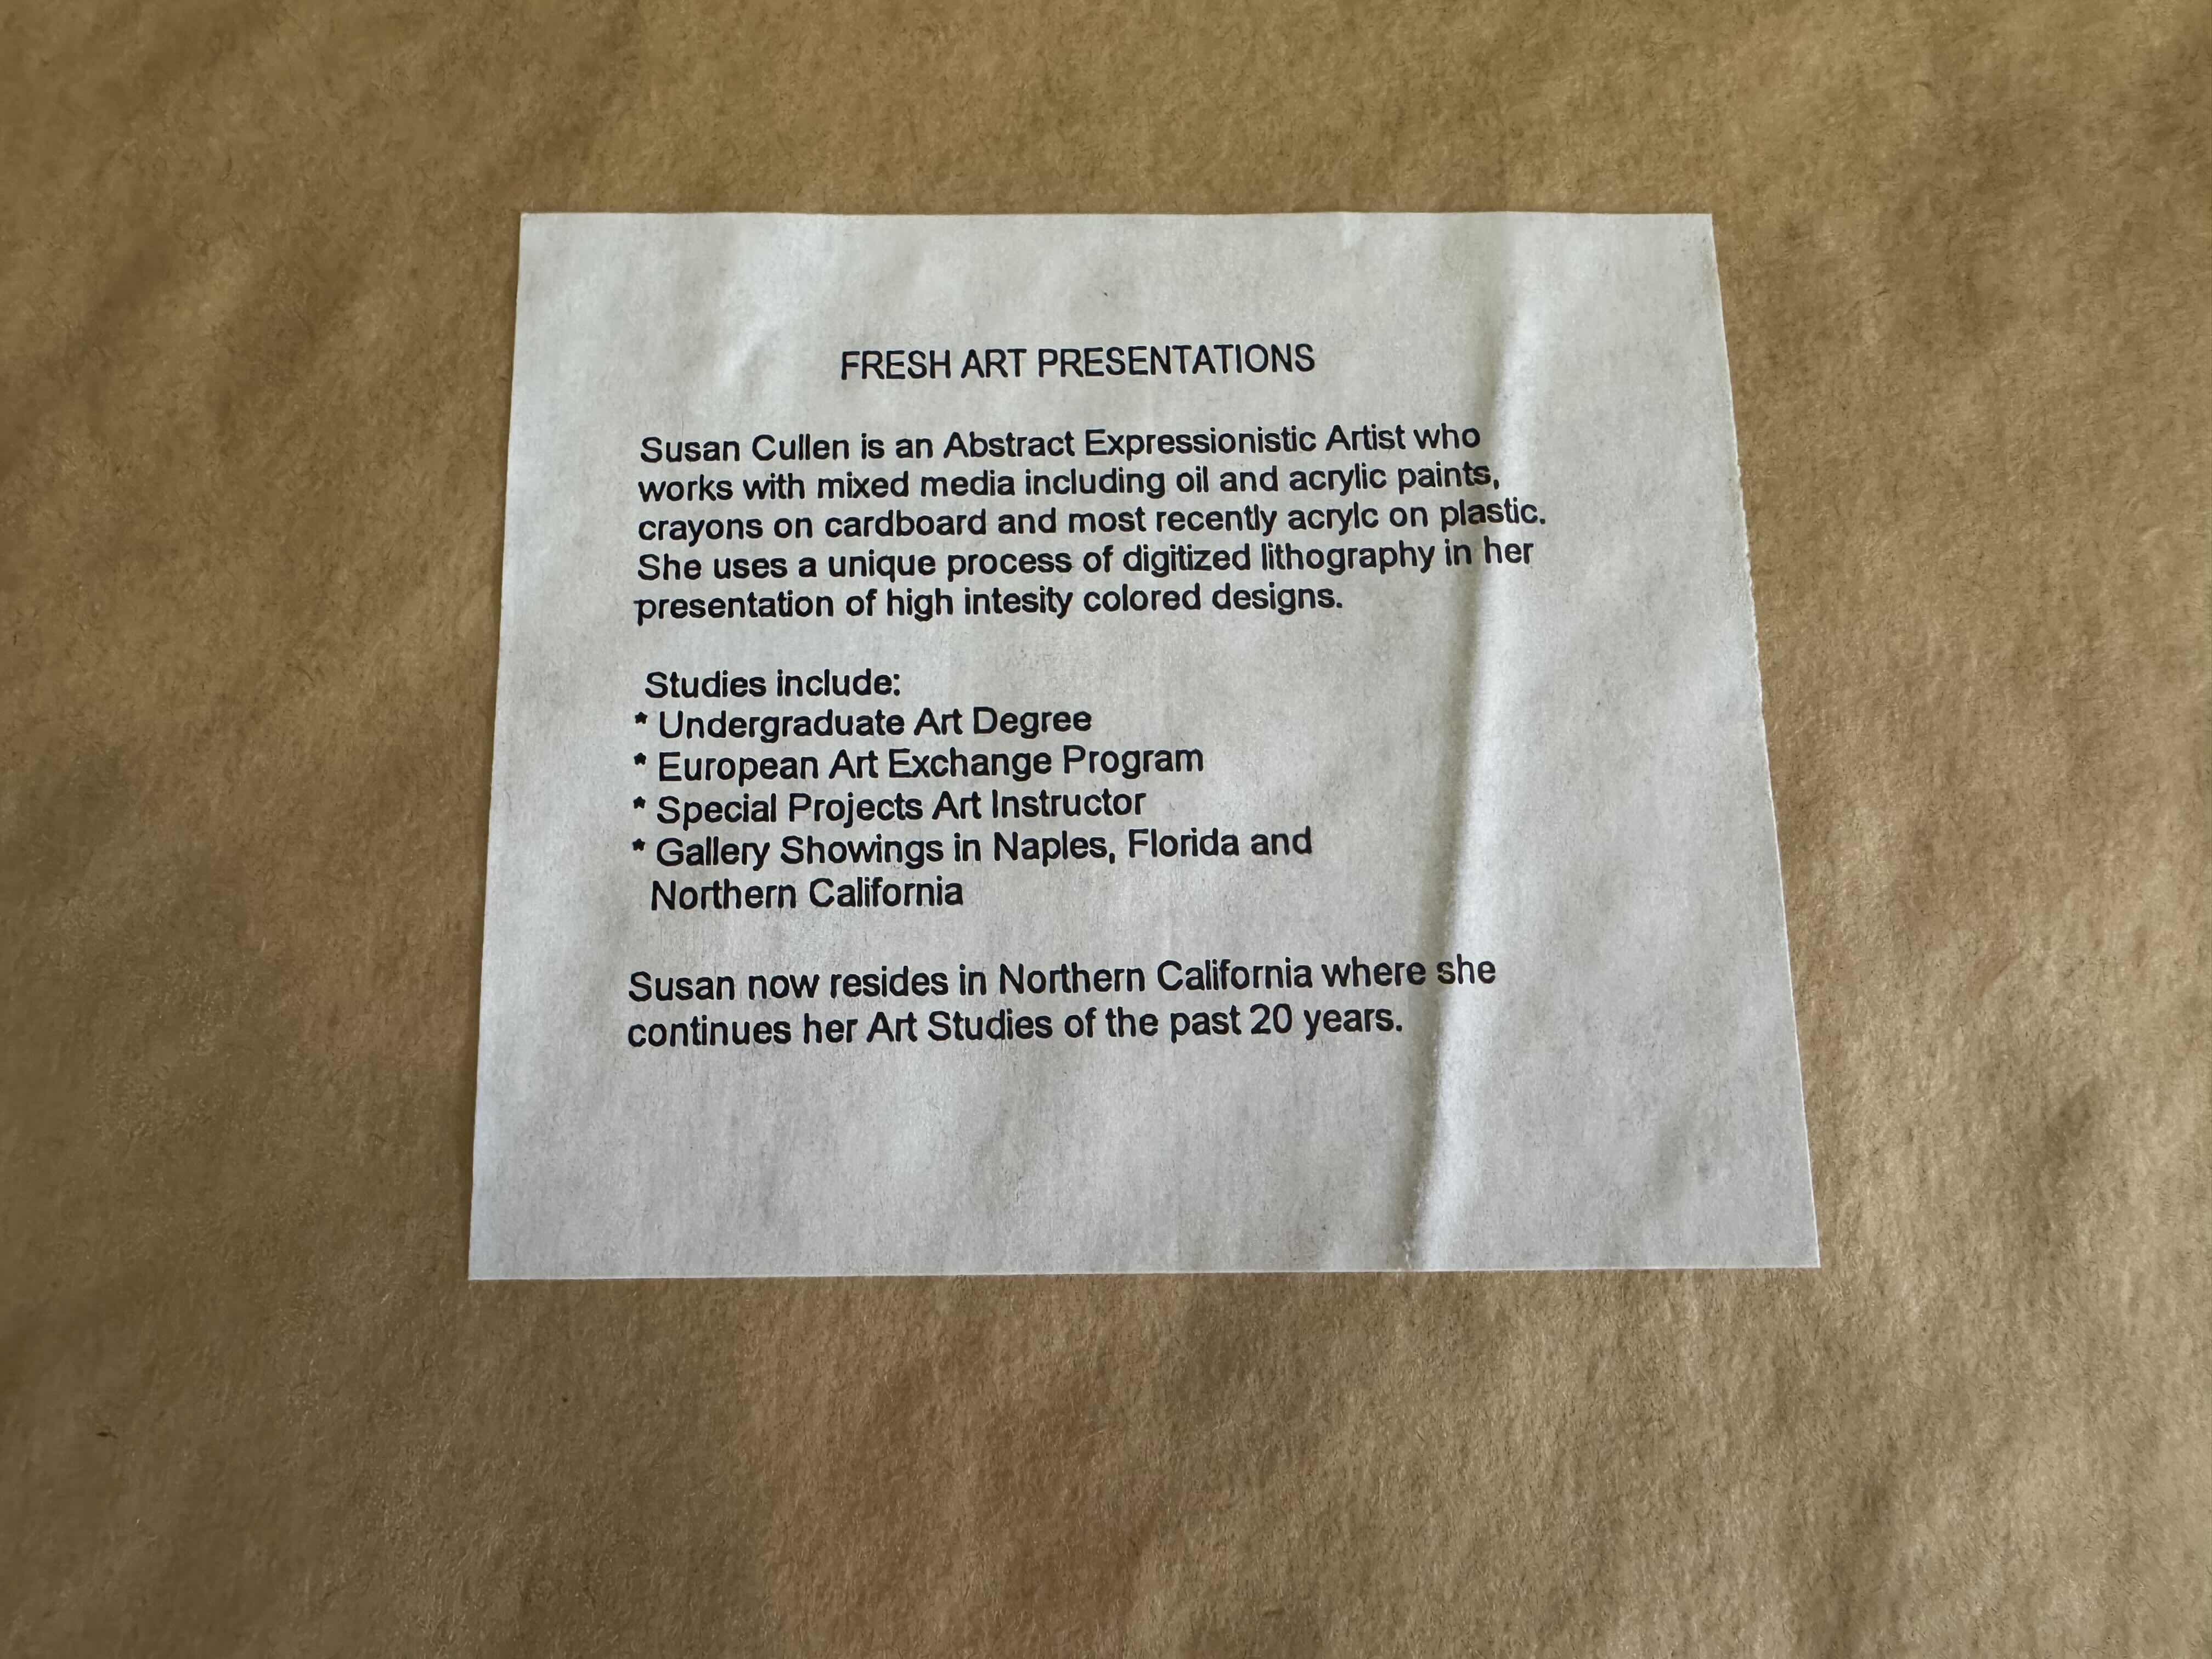 FRESH ART PRESENTATIONS
Susan Cullen is an Abstract Expressionistic Artist who
works with mixed media including oil and acrylic paints,
crayons on cardboard and most recently acrylc on plastic.
She uses a unique process of digitized lithography in her
presentation of high intesity colored designs.
Studies include:
* Undergraduate Art Degree
* European Art Exchange Program
* Special Projects Art Instructor
* Gallery Showings in Naples, Florida and
Northern California
Susan now resides in Northern California where she
continues her Art Studies of the past 20 years.